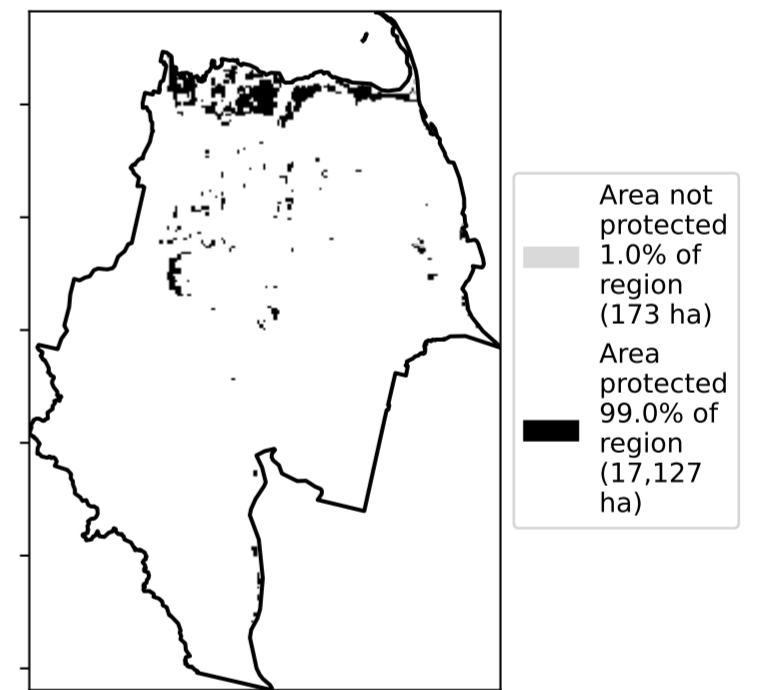 Area not
protected
1.0% of
region
(173 ha)
Area
protected
99.0% of
region
(17,127
ha)